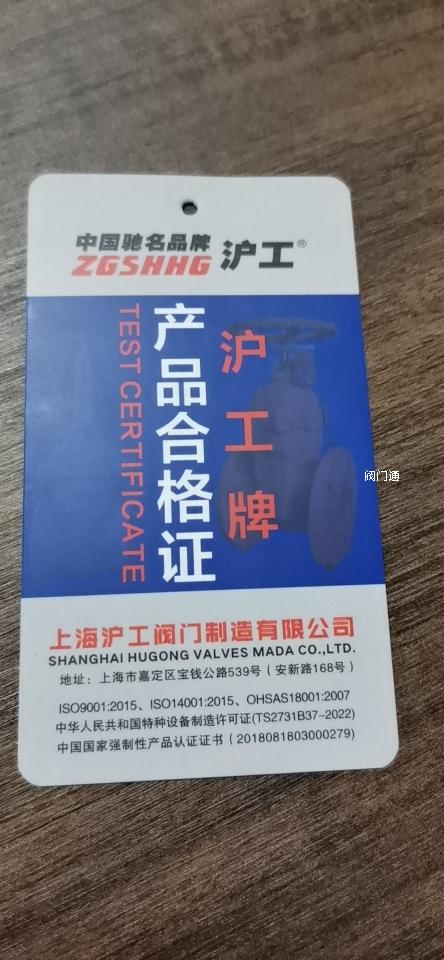 中国驰名品牌
ZGSHHG
沪工®
产品合格证
TEST CERTIFICATE
沪工牌
阀门通
上海沪工阀门制造有限公司
SHANGHAI HUGONG VALVES MADA CO.,LTD.
地址：上海市嘉定区宝钱公路539号（安新路168号）
ISO9001:2015、ISO14001:2015、OHSAS18001:2007
中华人民共和国特种设备制造许可证(TS2731B37-2022)
中国国家强制性产品认证证书（2018081803000279)